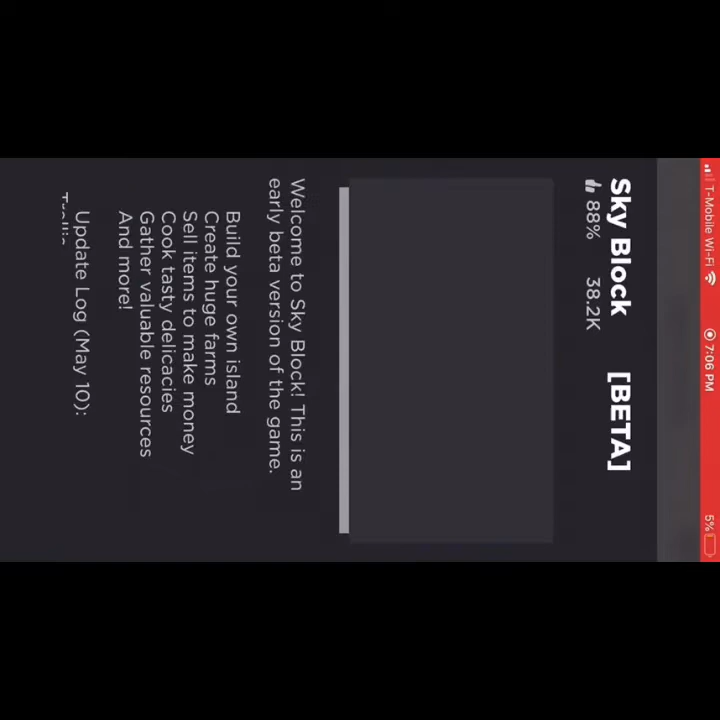 T-Mobile Wi-Fi 7:06 PM 5%
Sky Block [BETA]
88% 38.2K
Welcome to Sky Block! This is an
early beta version of the game.
Build your own island
Create huge farms
Sell items to make money
Cook tasty delicacies
Gather valuable resources
And more!
Update Log (May 10):